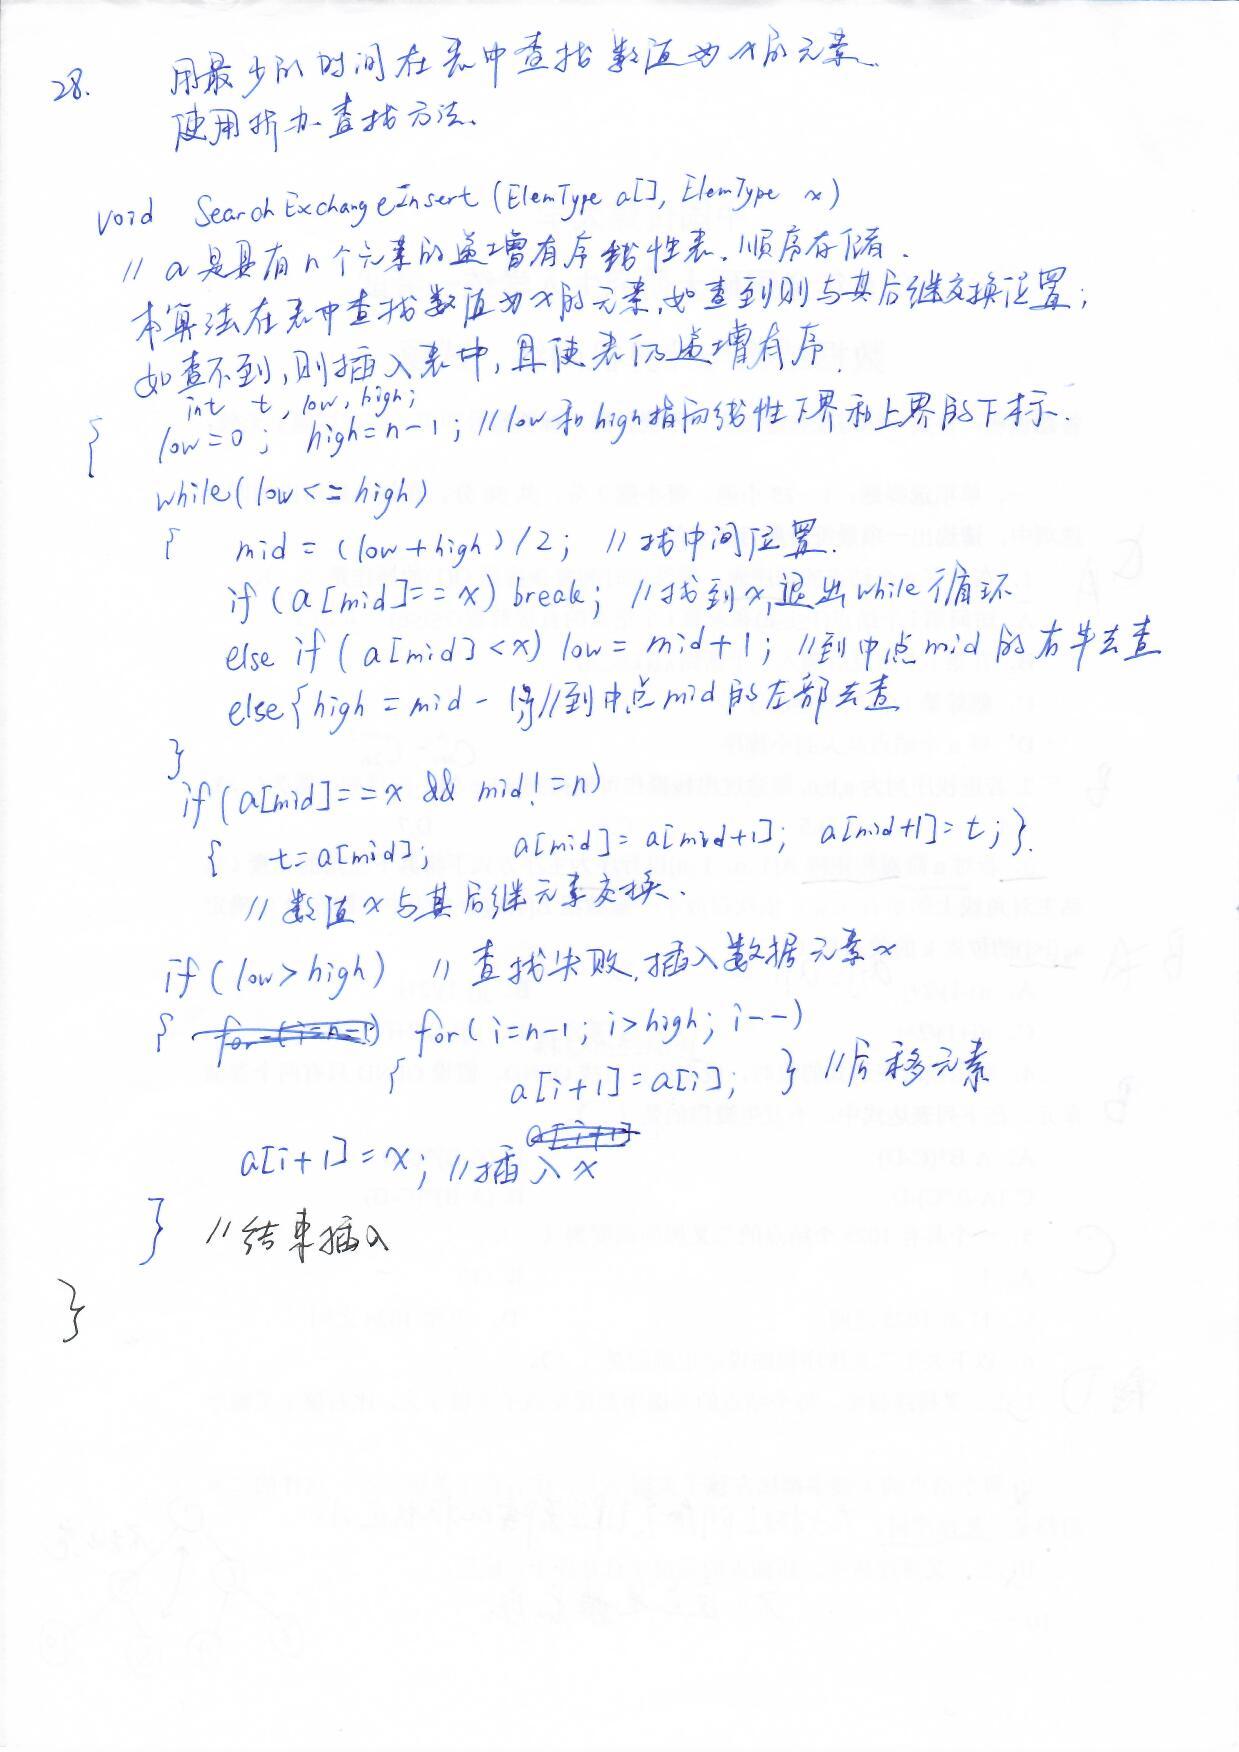 28. 用最少的时间在表中查找数值为x的元素.
使用折办查找方法.
void SearchExchangeInsert (ElemType a[], ElemType x)
// a是具有n个元素的递增有序线性表,顺序存储.
本算法在表中查找数值为x的元素,如查到则与其后继交换位置;
如查不到,则插入表中,且使表仍递增有序.
int t, low, high;
{ low=0; high=n-1; //low和high指向线性下界和上界的下标.
while(low<=high)
{ mid=(low+high)/2; //找中间位置.
if(a[mid]==x) break; //找到x,退出while循环
else if(a[mid]<x) low=mid+1; //到中点mid的右半去查
else{high=mid-1;}//到中点mid的左部去查
}
if(a[mid]==x && mid!=n)
{ t=a[mid]; a[mid]=a[mid+1]; a[mid+1]=t;}.
//数值x与其后继元素交换.
if(low>high) //查找失败,插入数据元素x
{ for(i=n-1; i>high; i--)
{ a[i+1]=a[i]; } //后移元素
a[i+1]=x; //插入x
} //结束插入
}